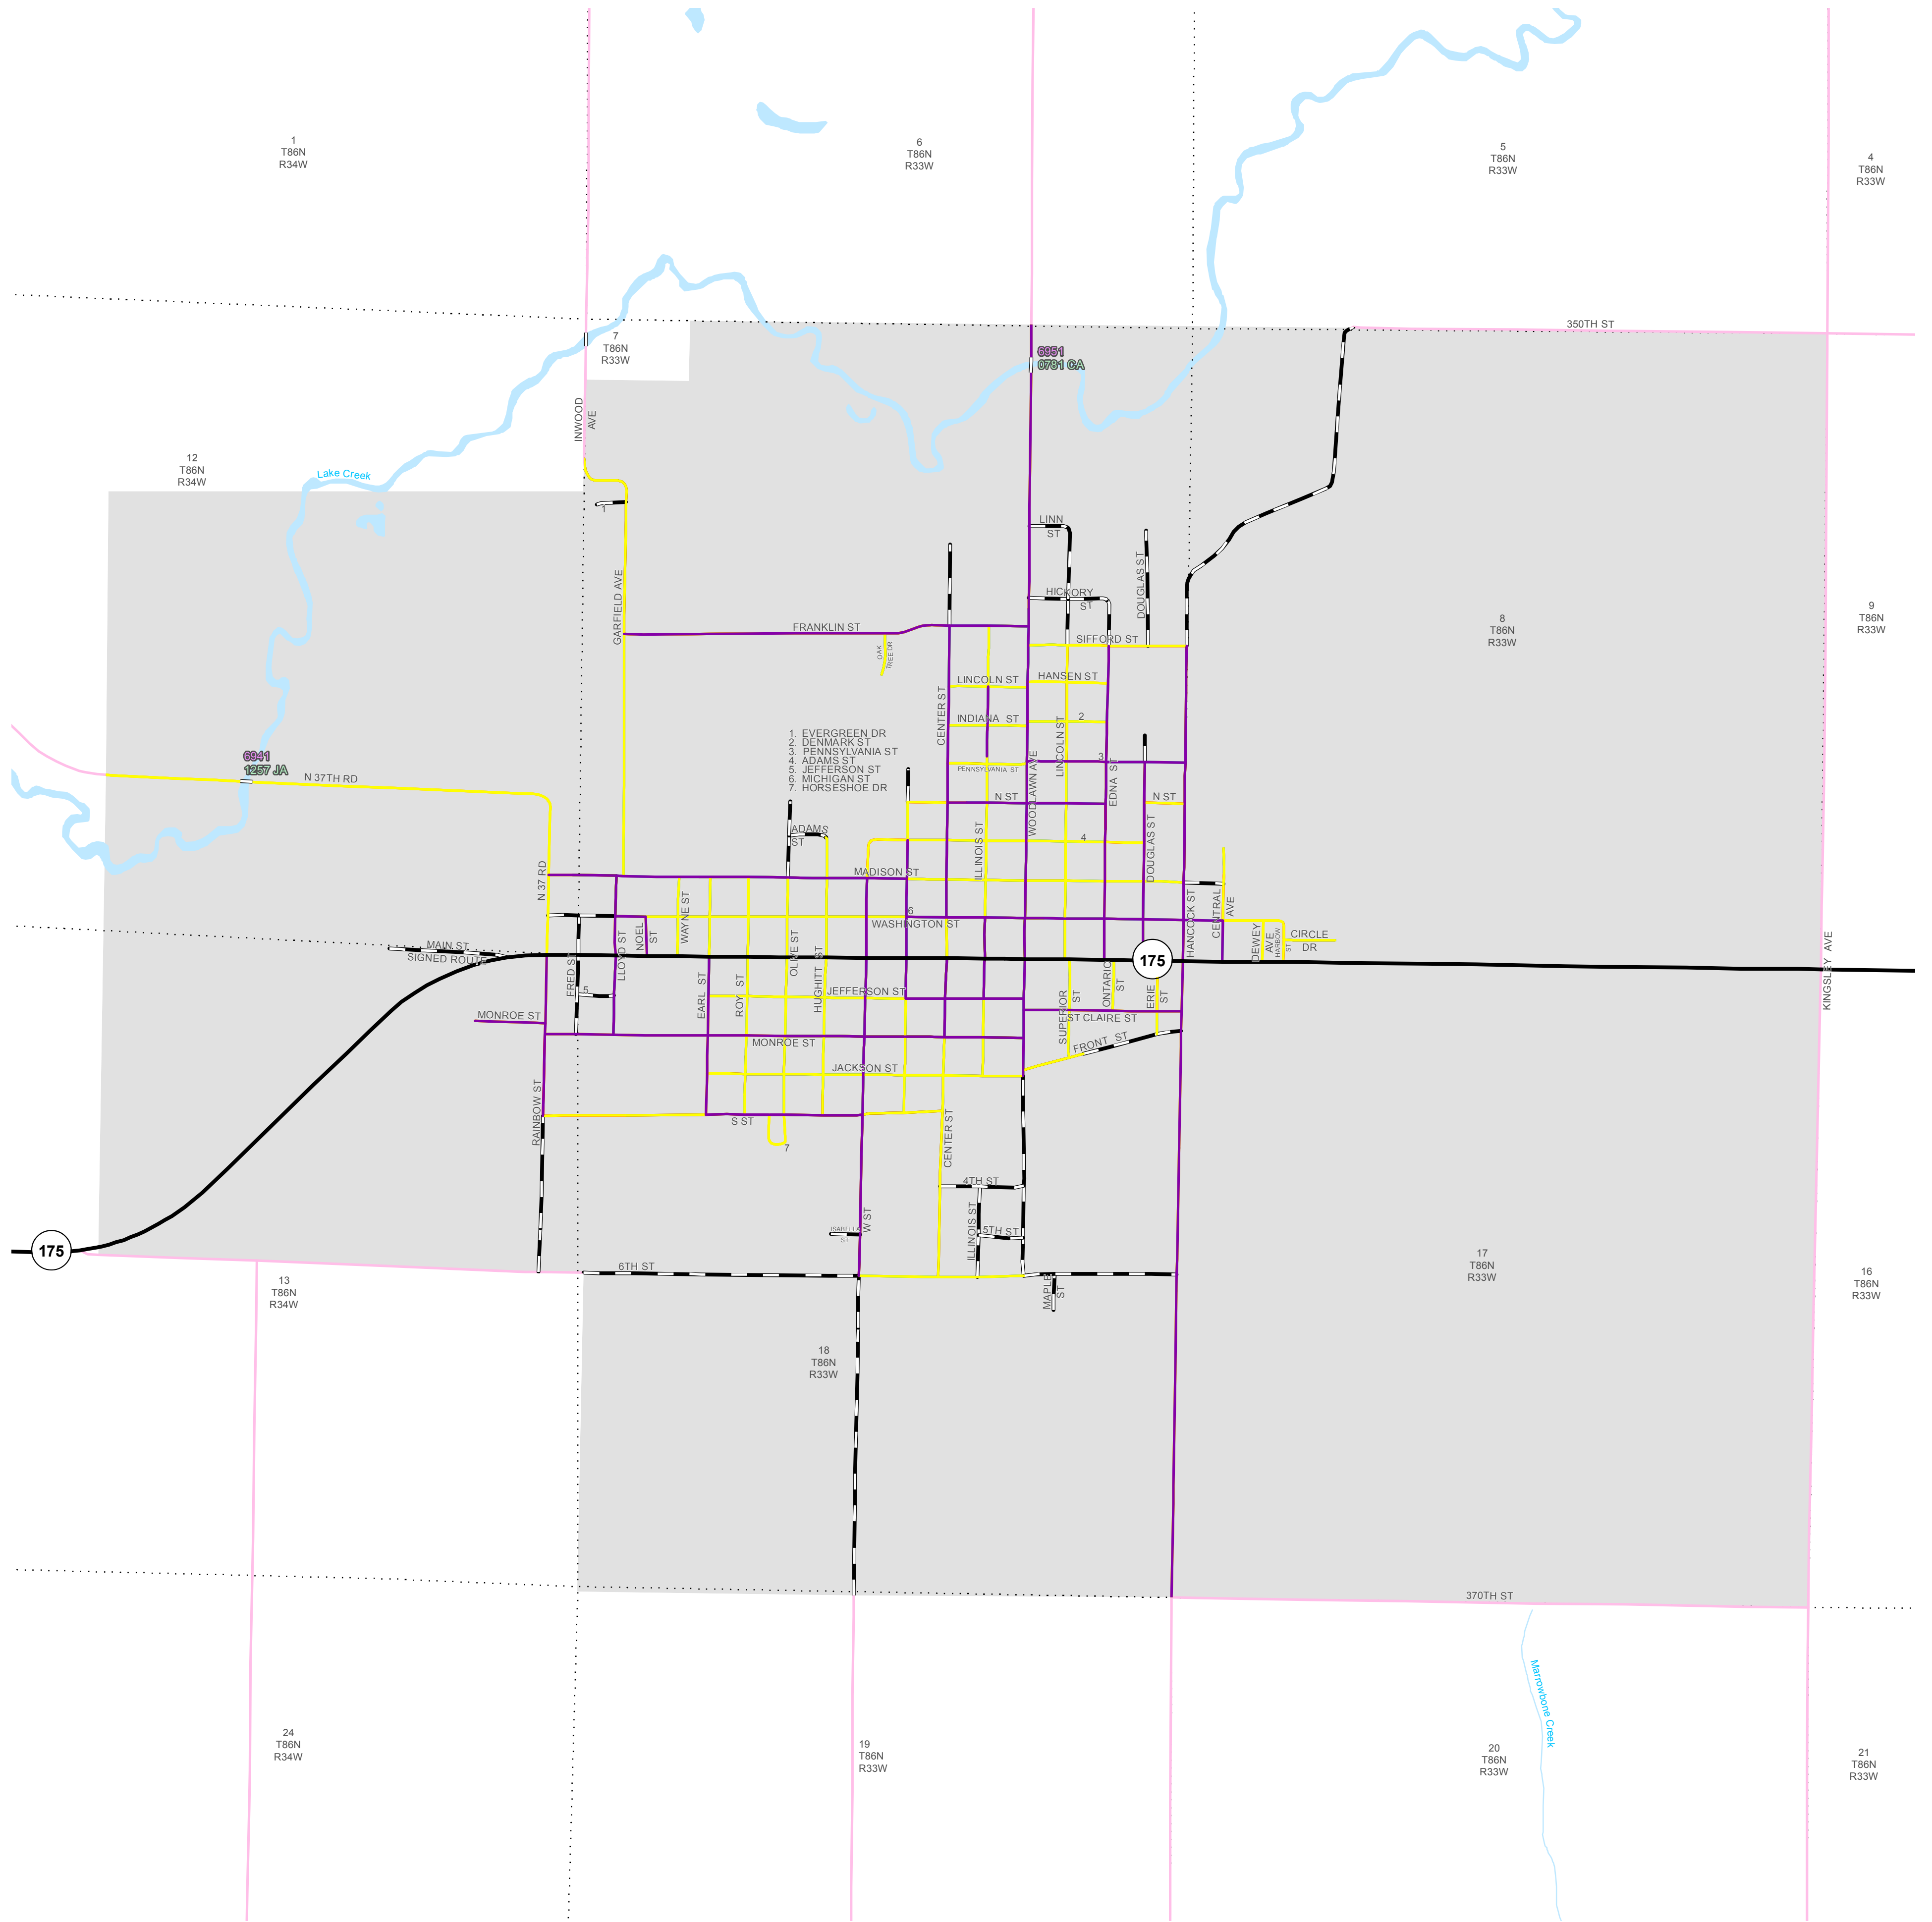 1
T86N
R34W
6
T86N
R33W
5
T86N
R33W
4
T86N
R33W
7
T86N
R33W
350TH ST
6951
0781 CA
INWOOD
AVE
12
T86N
R34W
Lake Creek
1
LINN
ST
DOUGLAS ST
GARFIELD AVE
HICKORY
ST
8
T86N
R33W
9
T86N
R33W
FRANKLIN ST
SIFFORD ST
OAK
TREE DR
LINCOLN ST
HANSEN ST
CENTER ST
INDIANA ST
2
LINCOLN ST
1. EVERGREEN DR
2. DENMARK ST
3. PENNSYLVANIA ST
4. ADAMS ST
5. JEFFERSON ST
6. MICHIGAN ST
7. HORSESHOE DR
6941
1257 JA
N 37TH RD
PENNSYLVANIA ST
WOODLAWN AVE
3
EDNA ST
N ST
N ST
ADAMS
ST
ILLINOIS ST
4
DOUGLAS ST
N 37 RD
MADISON ST
6
WASHINGTON ST
WAYNE ST
NOEL
ST
LLOYD ST
FRED ST
MAIN ST
SIGNED ROUTE
OLIVE ST
HUGHITT ST
EARL ST
ROY ST
HANCOCK ST
CENTRAL
AVE
DEWEY
AVE
HARBOW
ST
CIRCLE
DR
175
KINGSLEY AVE
5
JEFFERSON ST
SUPERIOR
ST
ONTARIO
ST
ERIE
ST
MONROE ST
ST CLAIRE ST
MONROE ST
FRONT ST
JACKSON ST
RAINBOW ST
S ST
CENTER ST
7
4TH ST
ILLINOIS ST
5TH ST
W ST
ISABELLA
ST
175
6TH ST
MAPLE
ST
13
T86N
R34W
17
T86N
R33W
16
T86N
R33W
18
T86N
R33W
370TH ST
Marrowbone Creek
24
T86N
R34W
19
T86N
R33W
20
T86N
R33W
21
T86N
R33W